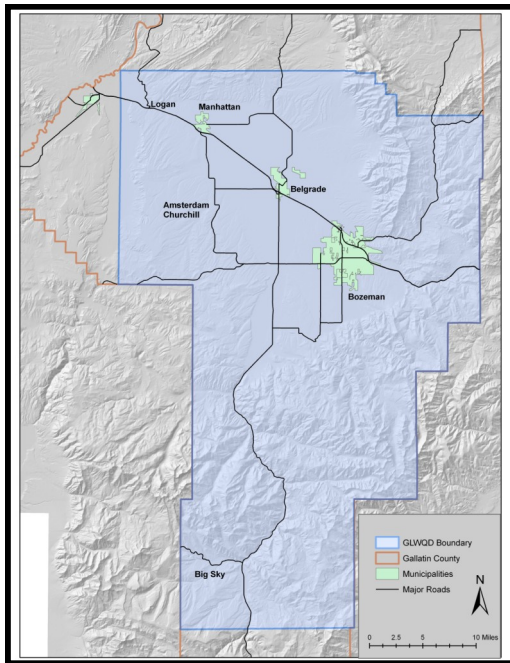 Logan
Manhattan
Belgrade
Amsterdam
Churchill
Bozeman
Big Sky
GLWQD Boundary
Gallatin County
Municipalities
Major Roads
N
0 2.5 5 10 Miles